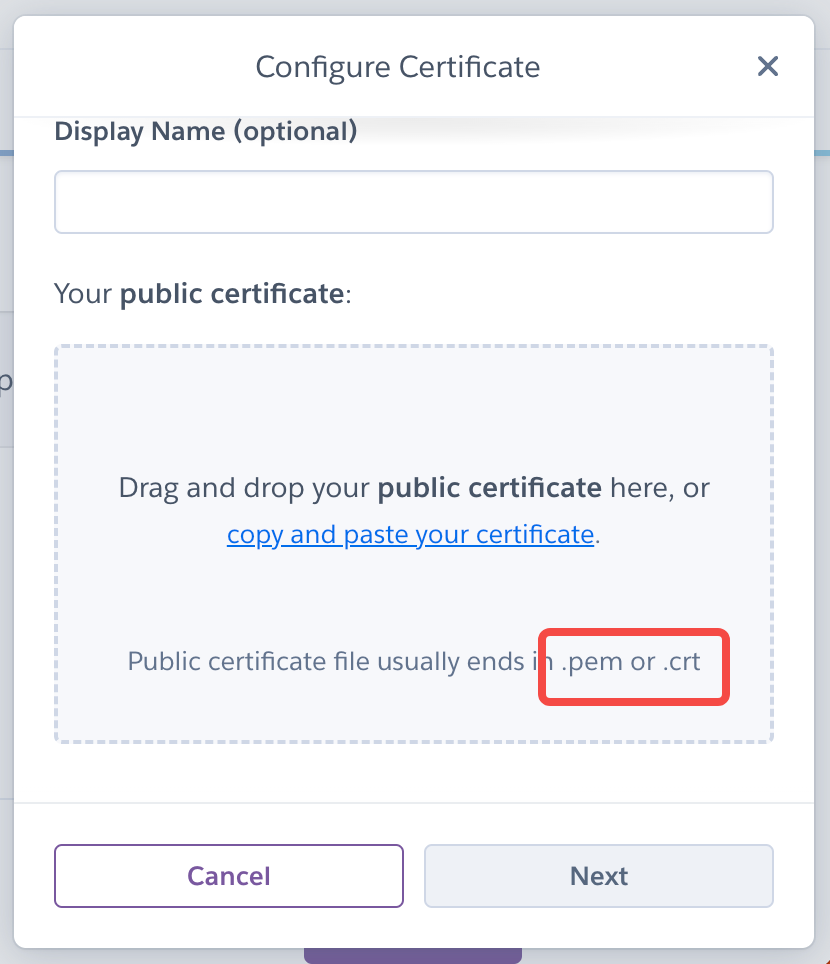 Configure Certificate
Display Name (optional)
Your public certificate:
Drag and drop your public certificate here, or
copy and paste your certificate.
Public certificate file usually ends in .pem or .crt
Cancel
Next